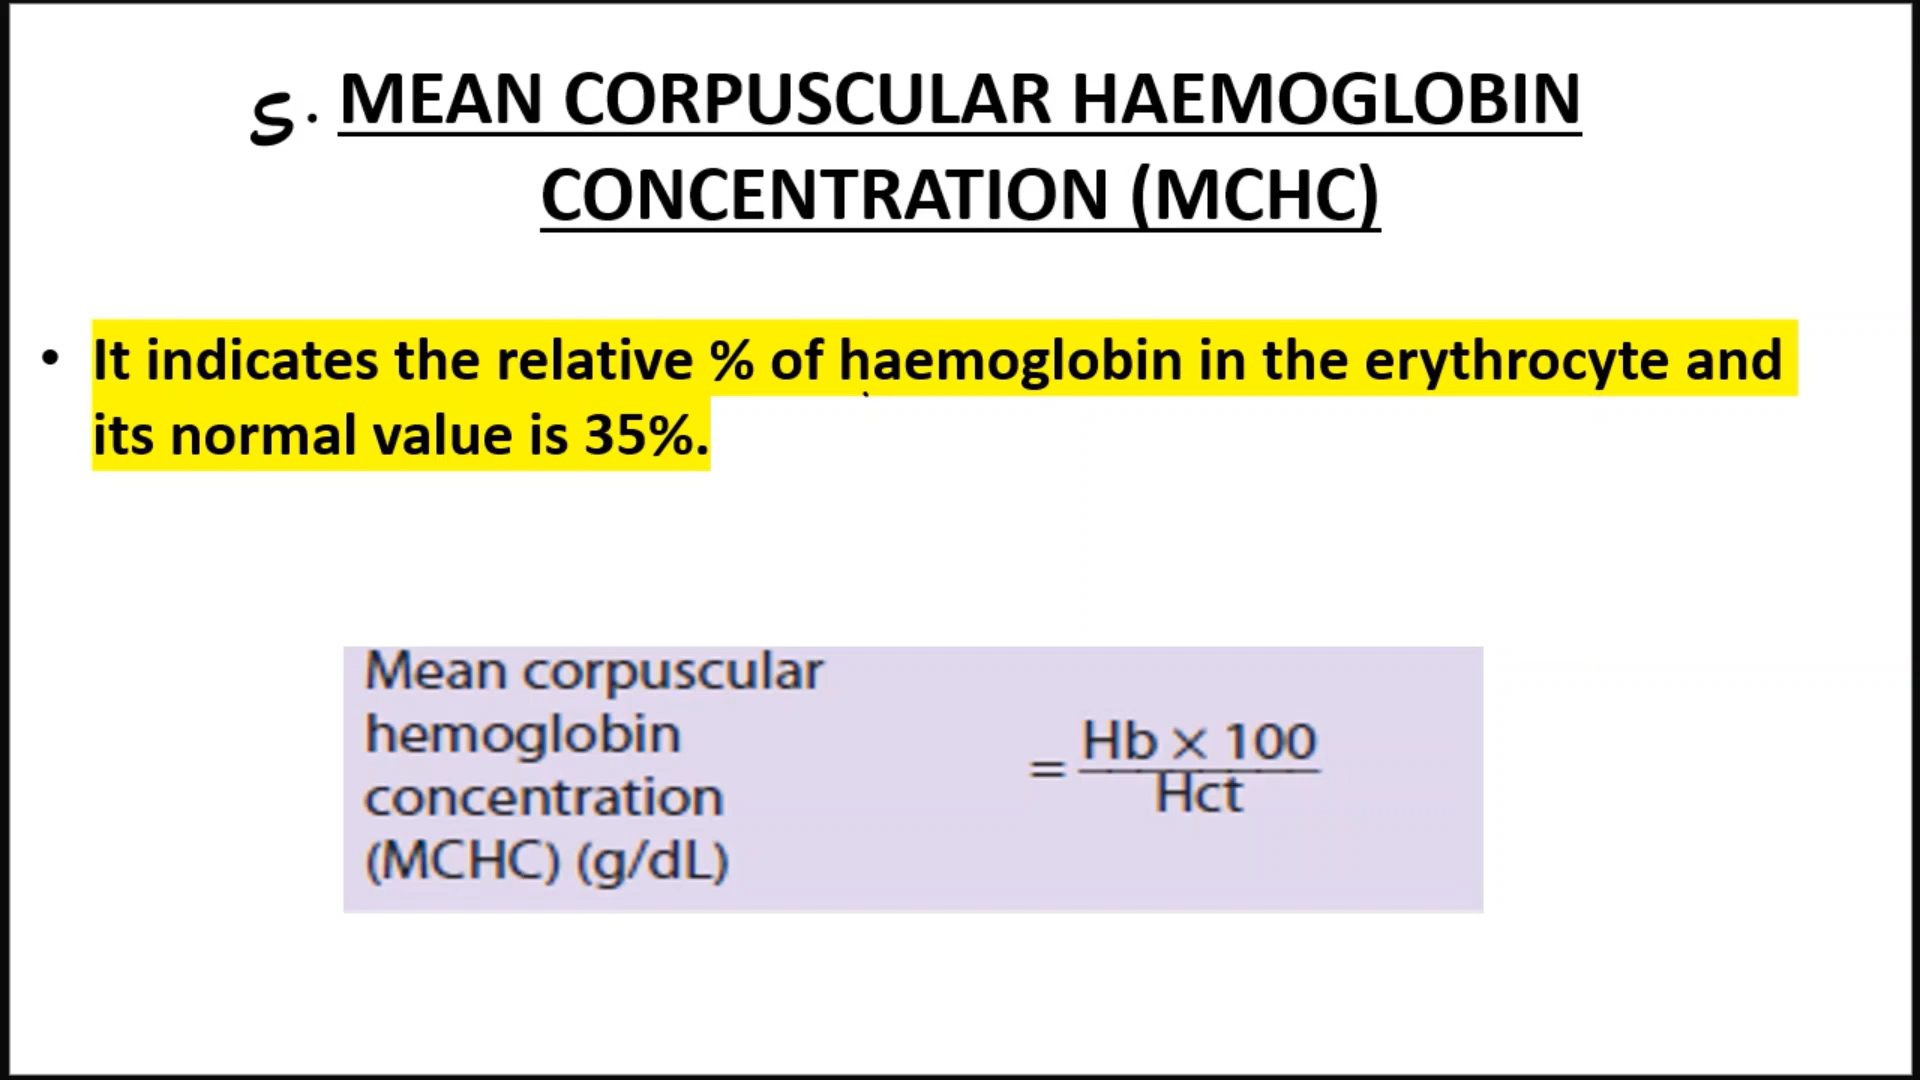 5. MEAN CORPUSCULAR HAEMOGLOBIN
CONCENTRATION (MCHC)
• It indicates the relative % of haemoglobin in the erythrocyte and
its normal value is 35%.
Mean corpuscular
hemoglobin
concentration
(MCHC) (g/dL)
= Hb × 100
Hct